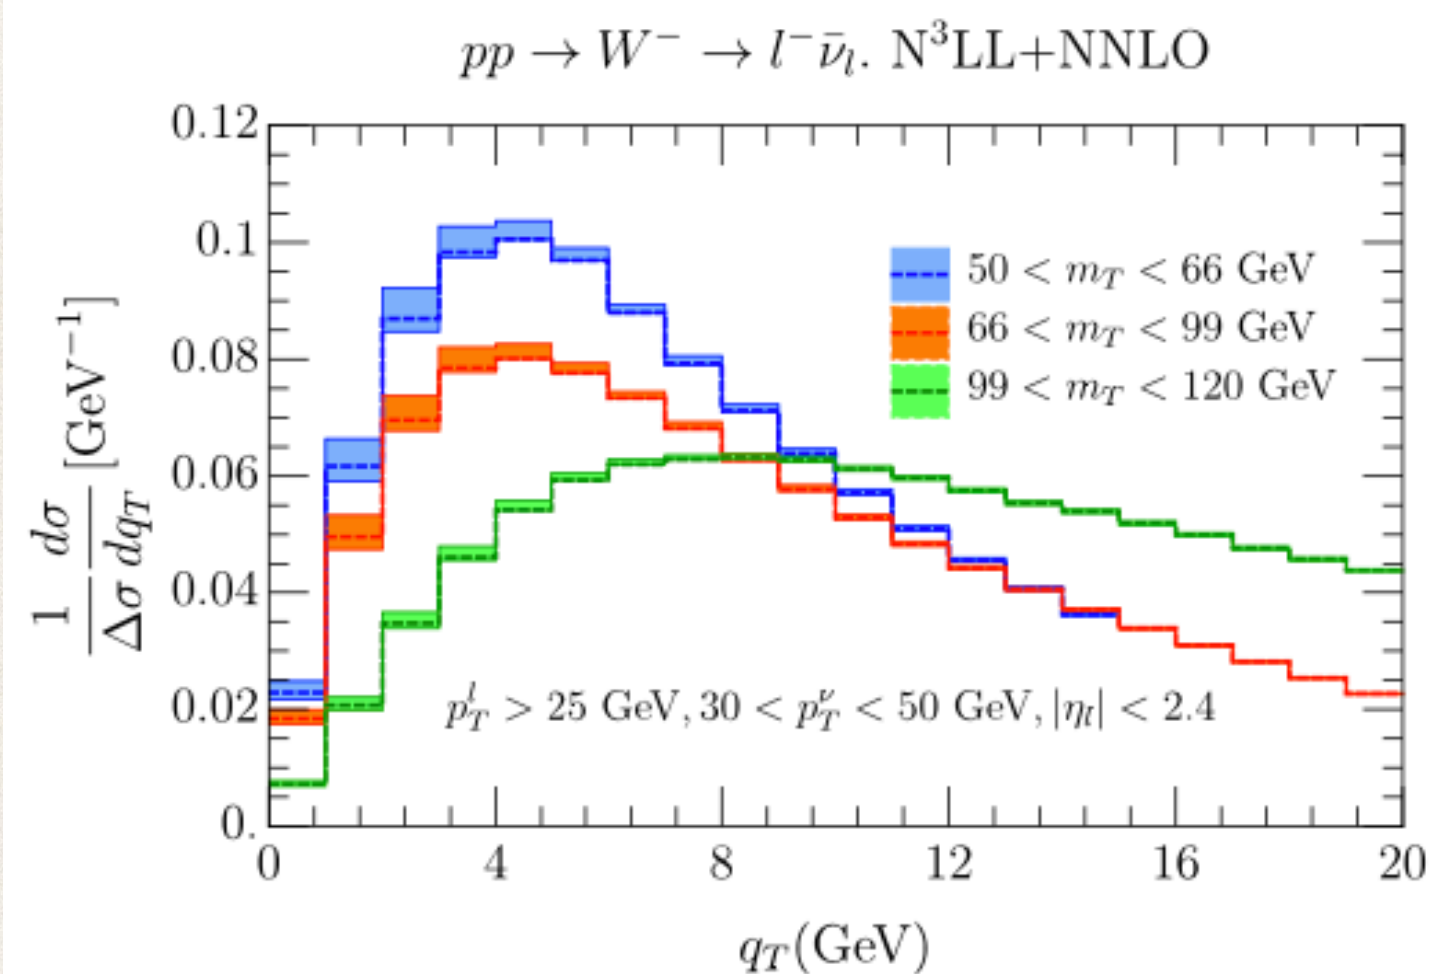 pp → W⁻ → l⁻ν̄ₗ. N³LL+NNLO
0.12
0.1
0.08
0.06
0.04
0.02
0.
1/Δσ dσ/dq_T [GeV⁻¹]
50 < m_T < 66 GeV
66 < m_T < 99 GeV
99 < m_T < 120 GeV
p_T^l > 25 GeV, 30 < p_T^ν < 50 GeV, |η_l| < 2.4
0 4 8 12 16 20
q_T(GeV)